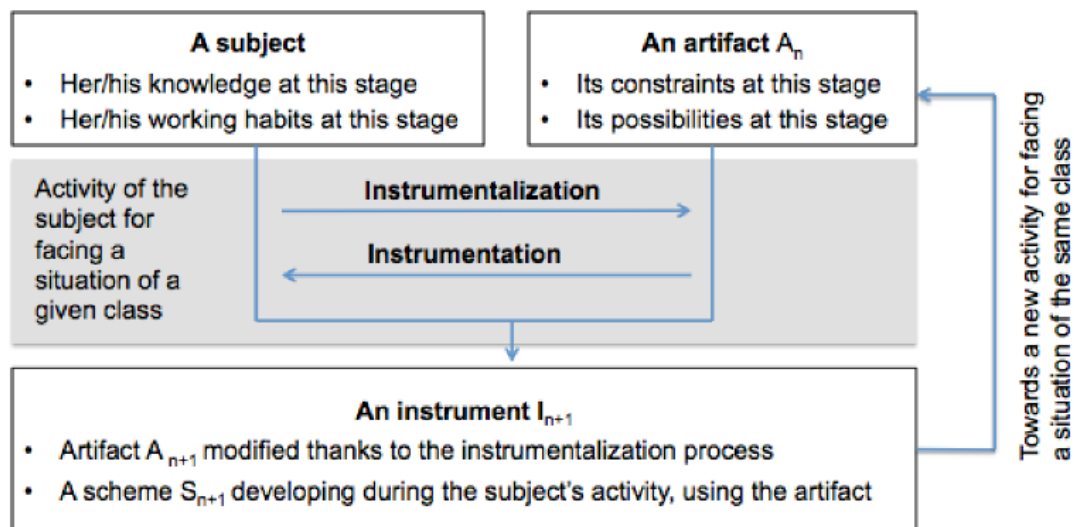 A subject
• Her/his knowledge at this stage
• Her/his working habits at this stage
An artifact Aₙ
• Its constraints at this stage
• Its possibilities at this stage
Activity of the
subject for
facing a
situation of a
given class
Instrumentalization
Instrumentation
An instrument Iₙ₊₁
• Artifact A ₙ₊₁ modified thanks to the instrumentalization process
• A scheme Sₙ₊₁ developing during the subject's activity, using the artifact
Towards a new activity for facing
a situation of the same class